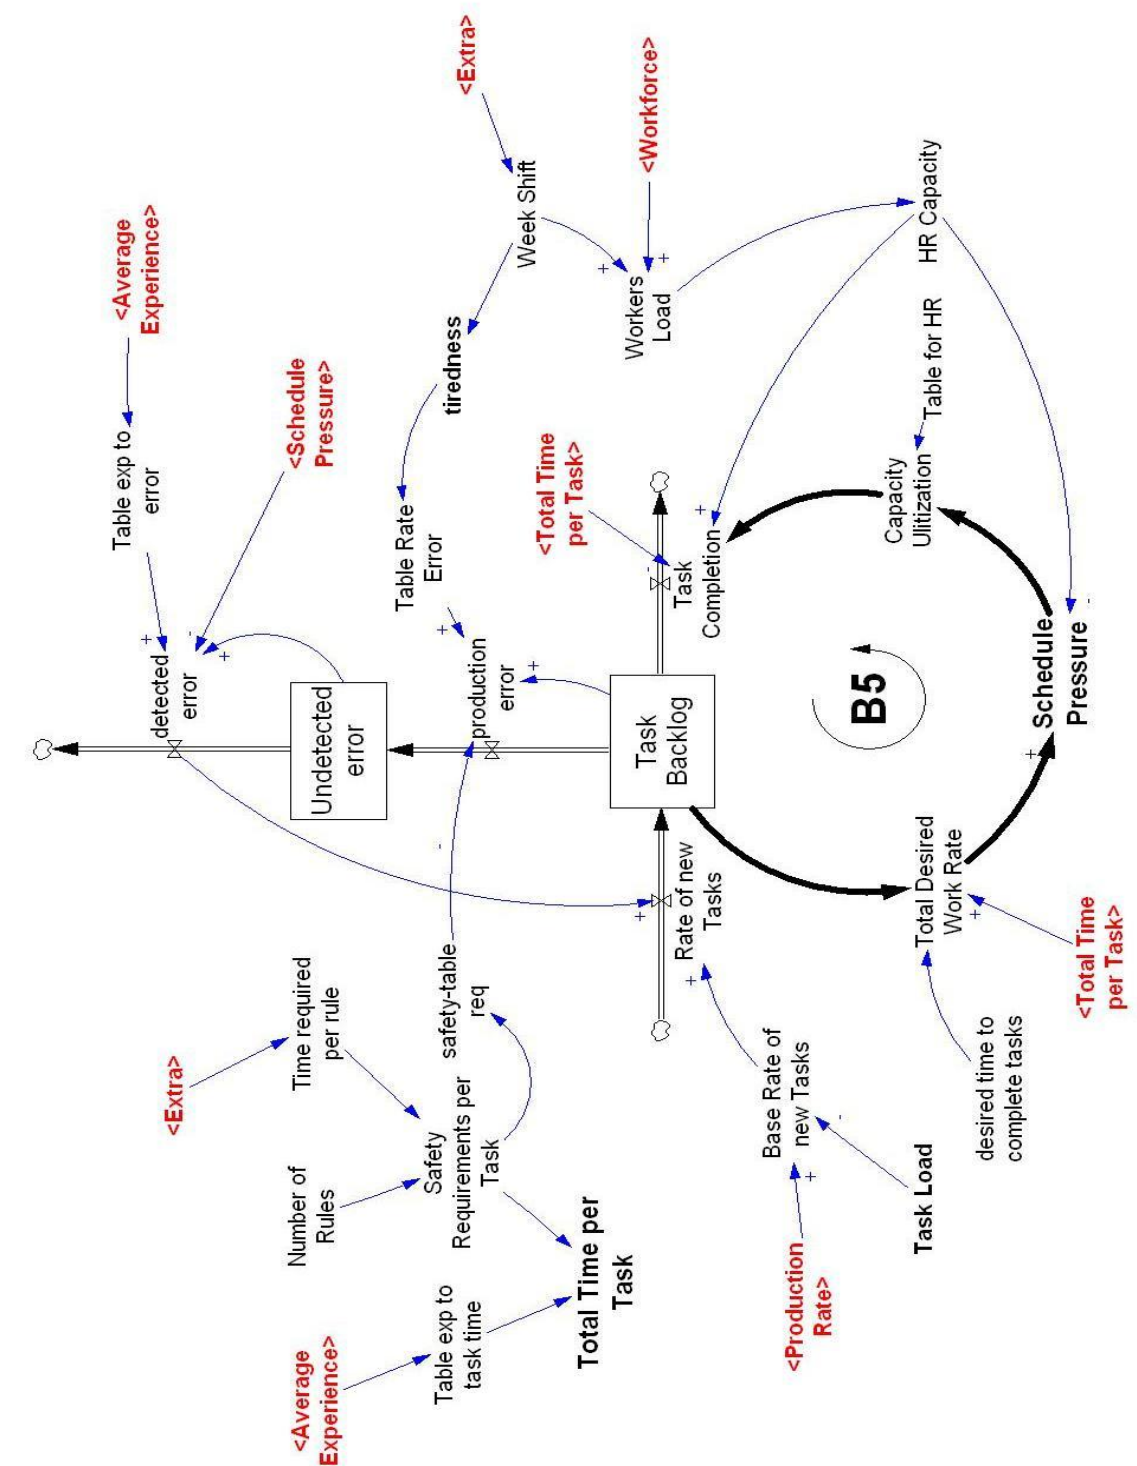 <Average
Experience>
Table exp to
error
<Extra>
detected
error
<Schedule
Pressure>
Number of
Rules
Time required
per rule
<Average
Experience>
Undetected
error
Table exp to
task time
Safety
Requirements per
Task
safety-table
req
Table Rate
Error
tiredness
<Extra>
production
error
Week Shift
Total Time per
Task
<Total Time
per Task>
Task
Backlog
Workers
Load
<Workforce>
Rate of new
Tasks
Task
Completion
Base Rate of
new Tasks
<Production
Rate>
B5
Capacity
Ulitization
Task Load
Total Desired
Work Rate
Table for HR
HR Capacity
desired time to
complete tasks
Schedule
Pressure
<Total Time
per Task>
+
-
+
+
+
-
+
+
+
-
+
+
+
-
+
+
-